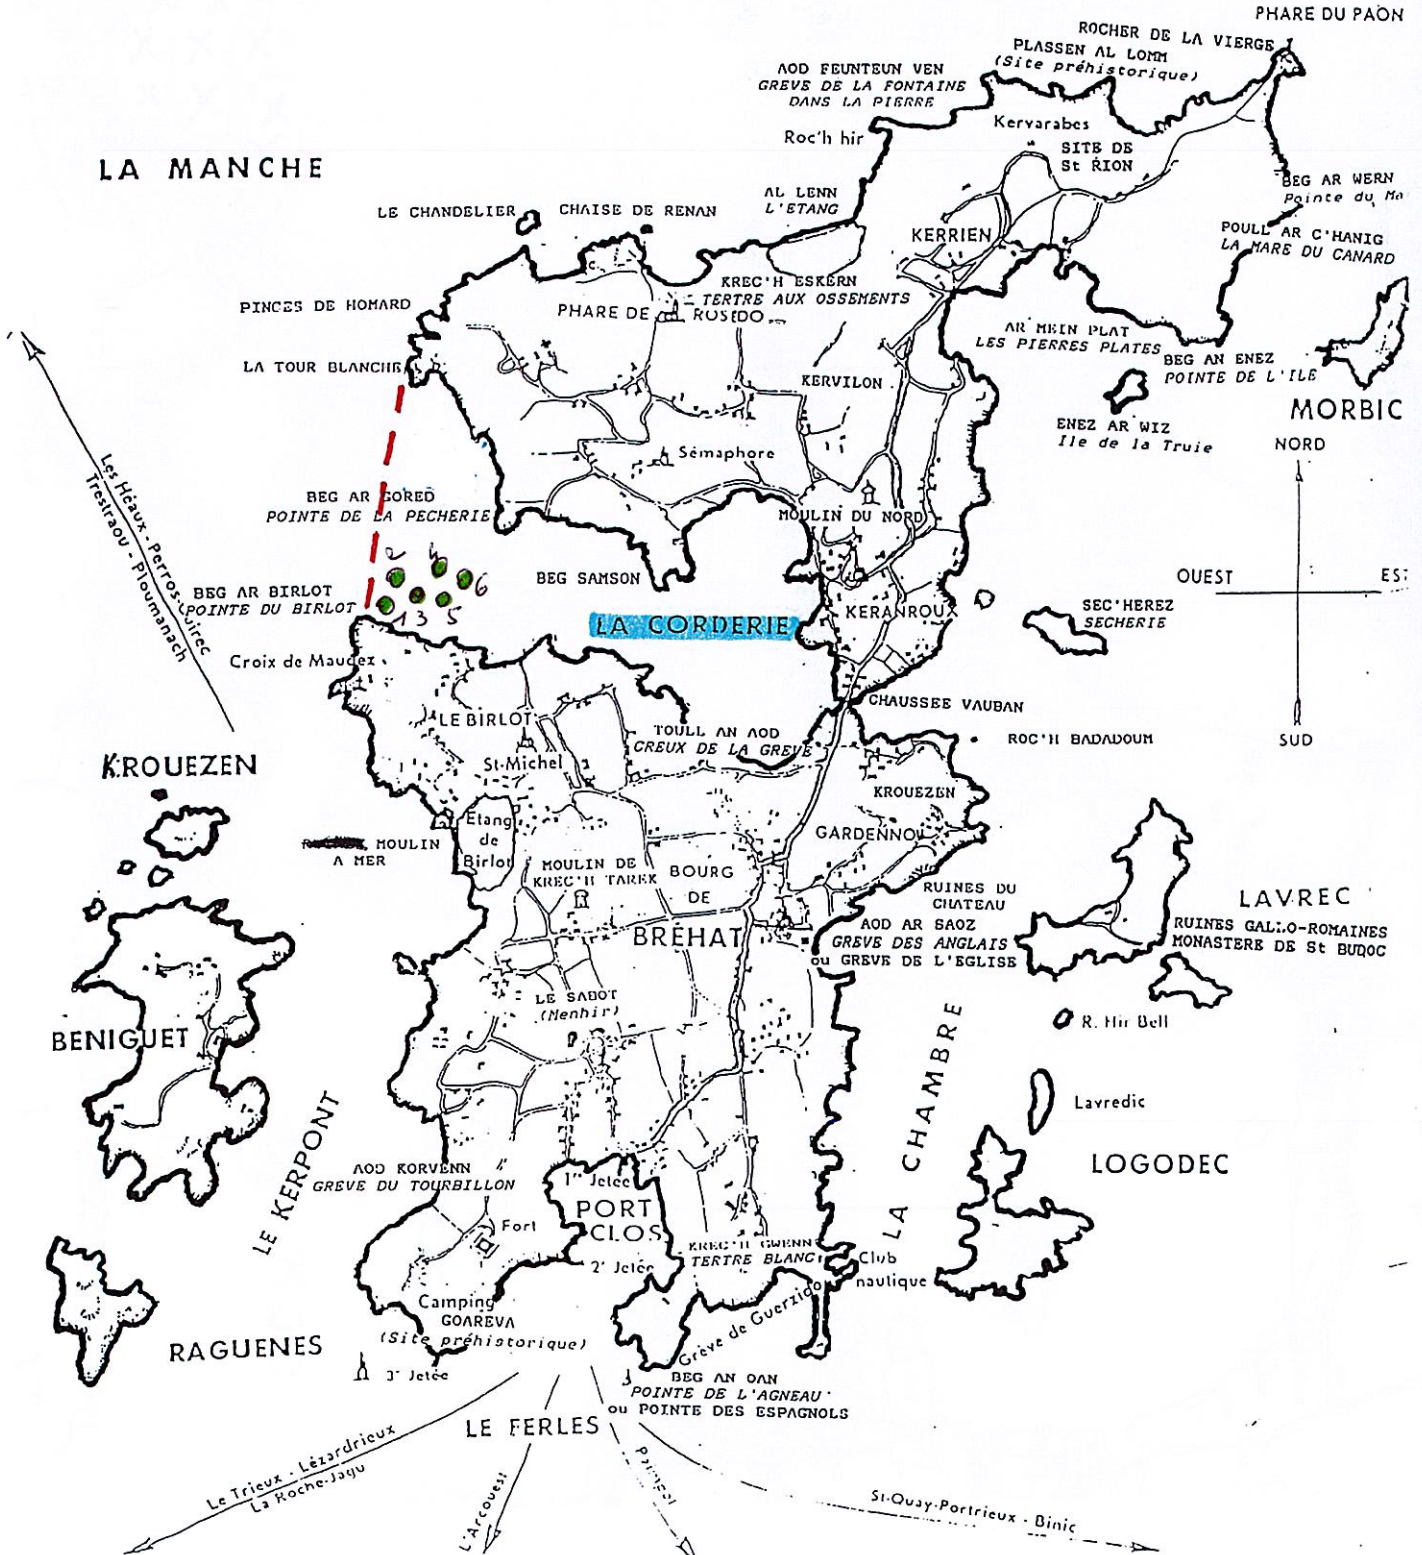 PHARE DU PAON
ROCHER DE LA VIERGE
PLASSEN AL LOMM
(Site préhistorique)
AOD FEUNTEUN VEN
GREVE DE LA FONTAINE
DANS LA PIERRE
Kervarabes
Roc'h hir
SITE DE
St RION
LA MANCHE
BEG AR WERN
Pointe du Ma
AL LENN
L'ETANG
LE CHANDELIER
CHAISE DE RENAN
POULL AR C'HANIG
LA MARE DU CANARD
KERRIEN
KREC'H ESKERN
TERTRE AUX OSSEMENTS
PINCES DE HOMARD
PHARE DE ROSEDO
AR MEIN PLAT
LES PIERRES PLATES
BEG AN ENEZ
POINTE DE L'ILE
LA TOUR BLANCHE
KERVILON
MORBIC
ENEZ AR WIZ
Ile de la Truie
NORD
Sémaphore
Les Héaux - Perros-Guirec
Trestraou - Ploumanach
BEG AR GORED
POINTE DE LA PECHERIE
MOULIN DU NORD
2 4 6
1 3 5
BEG SAMSON
OUEST
EST
BEG AR BIRLOT
POINTE DU BIRLOT
LA CORDERIE
KERANROUX
SEC'HEREZ
SECHERIE
Croix de Maudez
CHAUSSEE VAUBAN
LE BIRLOT
TOULL AN AOD
CREUX DE LA GREVE
ROC'H BADADOUM
SUD
St-Michel
KROUEZEN
KROUEZEN
Etang
de
Birlot
GARDENNOU
MOULIN
A MER
MOULIN DE
KREC'H TAREK
BOURG
DE
BREHAT
RUINES DU
CHATEAU
LAVREC
AOD AR SAOZ
GREVE DES ANGLAIS
ou GREVE DE L'EGLISE
RUINES GALLO-ROMAINES
MONASTERE DE St BUDOC
LE SABOT
(Menhir)
R. Hir Bell
BENIGUET
LA CHAMBRE
Lavredic
LE KERPONT
LOGODEC
AOD KORVENN
GREVE DU TOURBILLON
1re Jetée
PORT
CLOS
Fort
2e Jetée
KREC'H GWENN
TERTRE BLANC
Club
nautique
Camping
GOAREVA
(Site préhistorique)
Grève de Guerzido
RAGUENES
3e Jetée
BEG AN OAN
POINTE DE L'AGNEAU
ou POINTE DES ESPAGNOLS
LE FERLES
Le Trieux - Lézardrieux
La Roche-Jagu
L'Arcouest
Paimpol
St-Quay-Portrieux - Binic